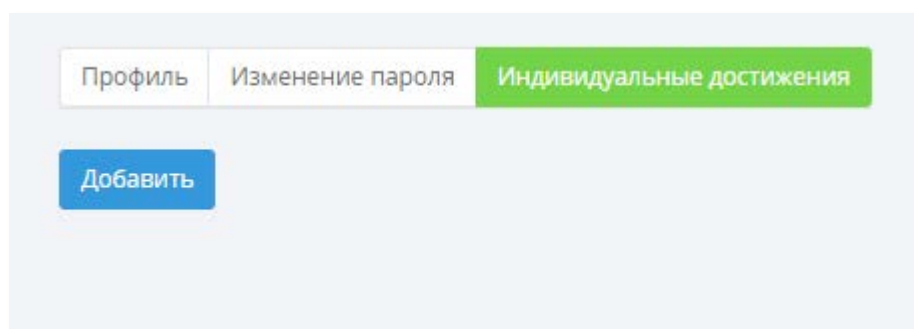 Профиль Изменение пароля Индивидуальные достижения
Добавить